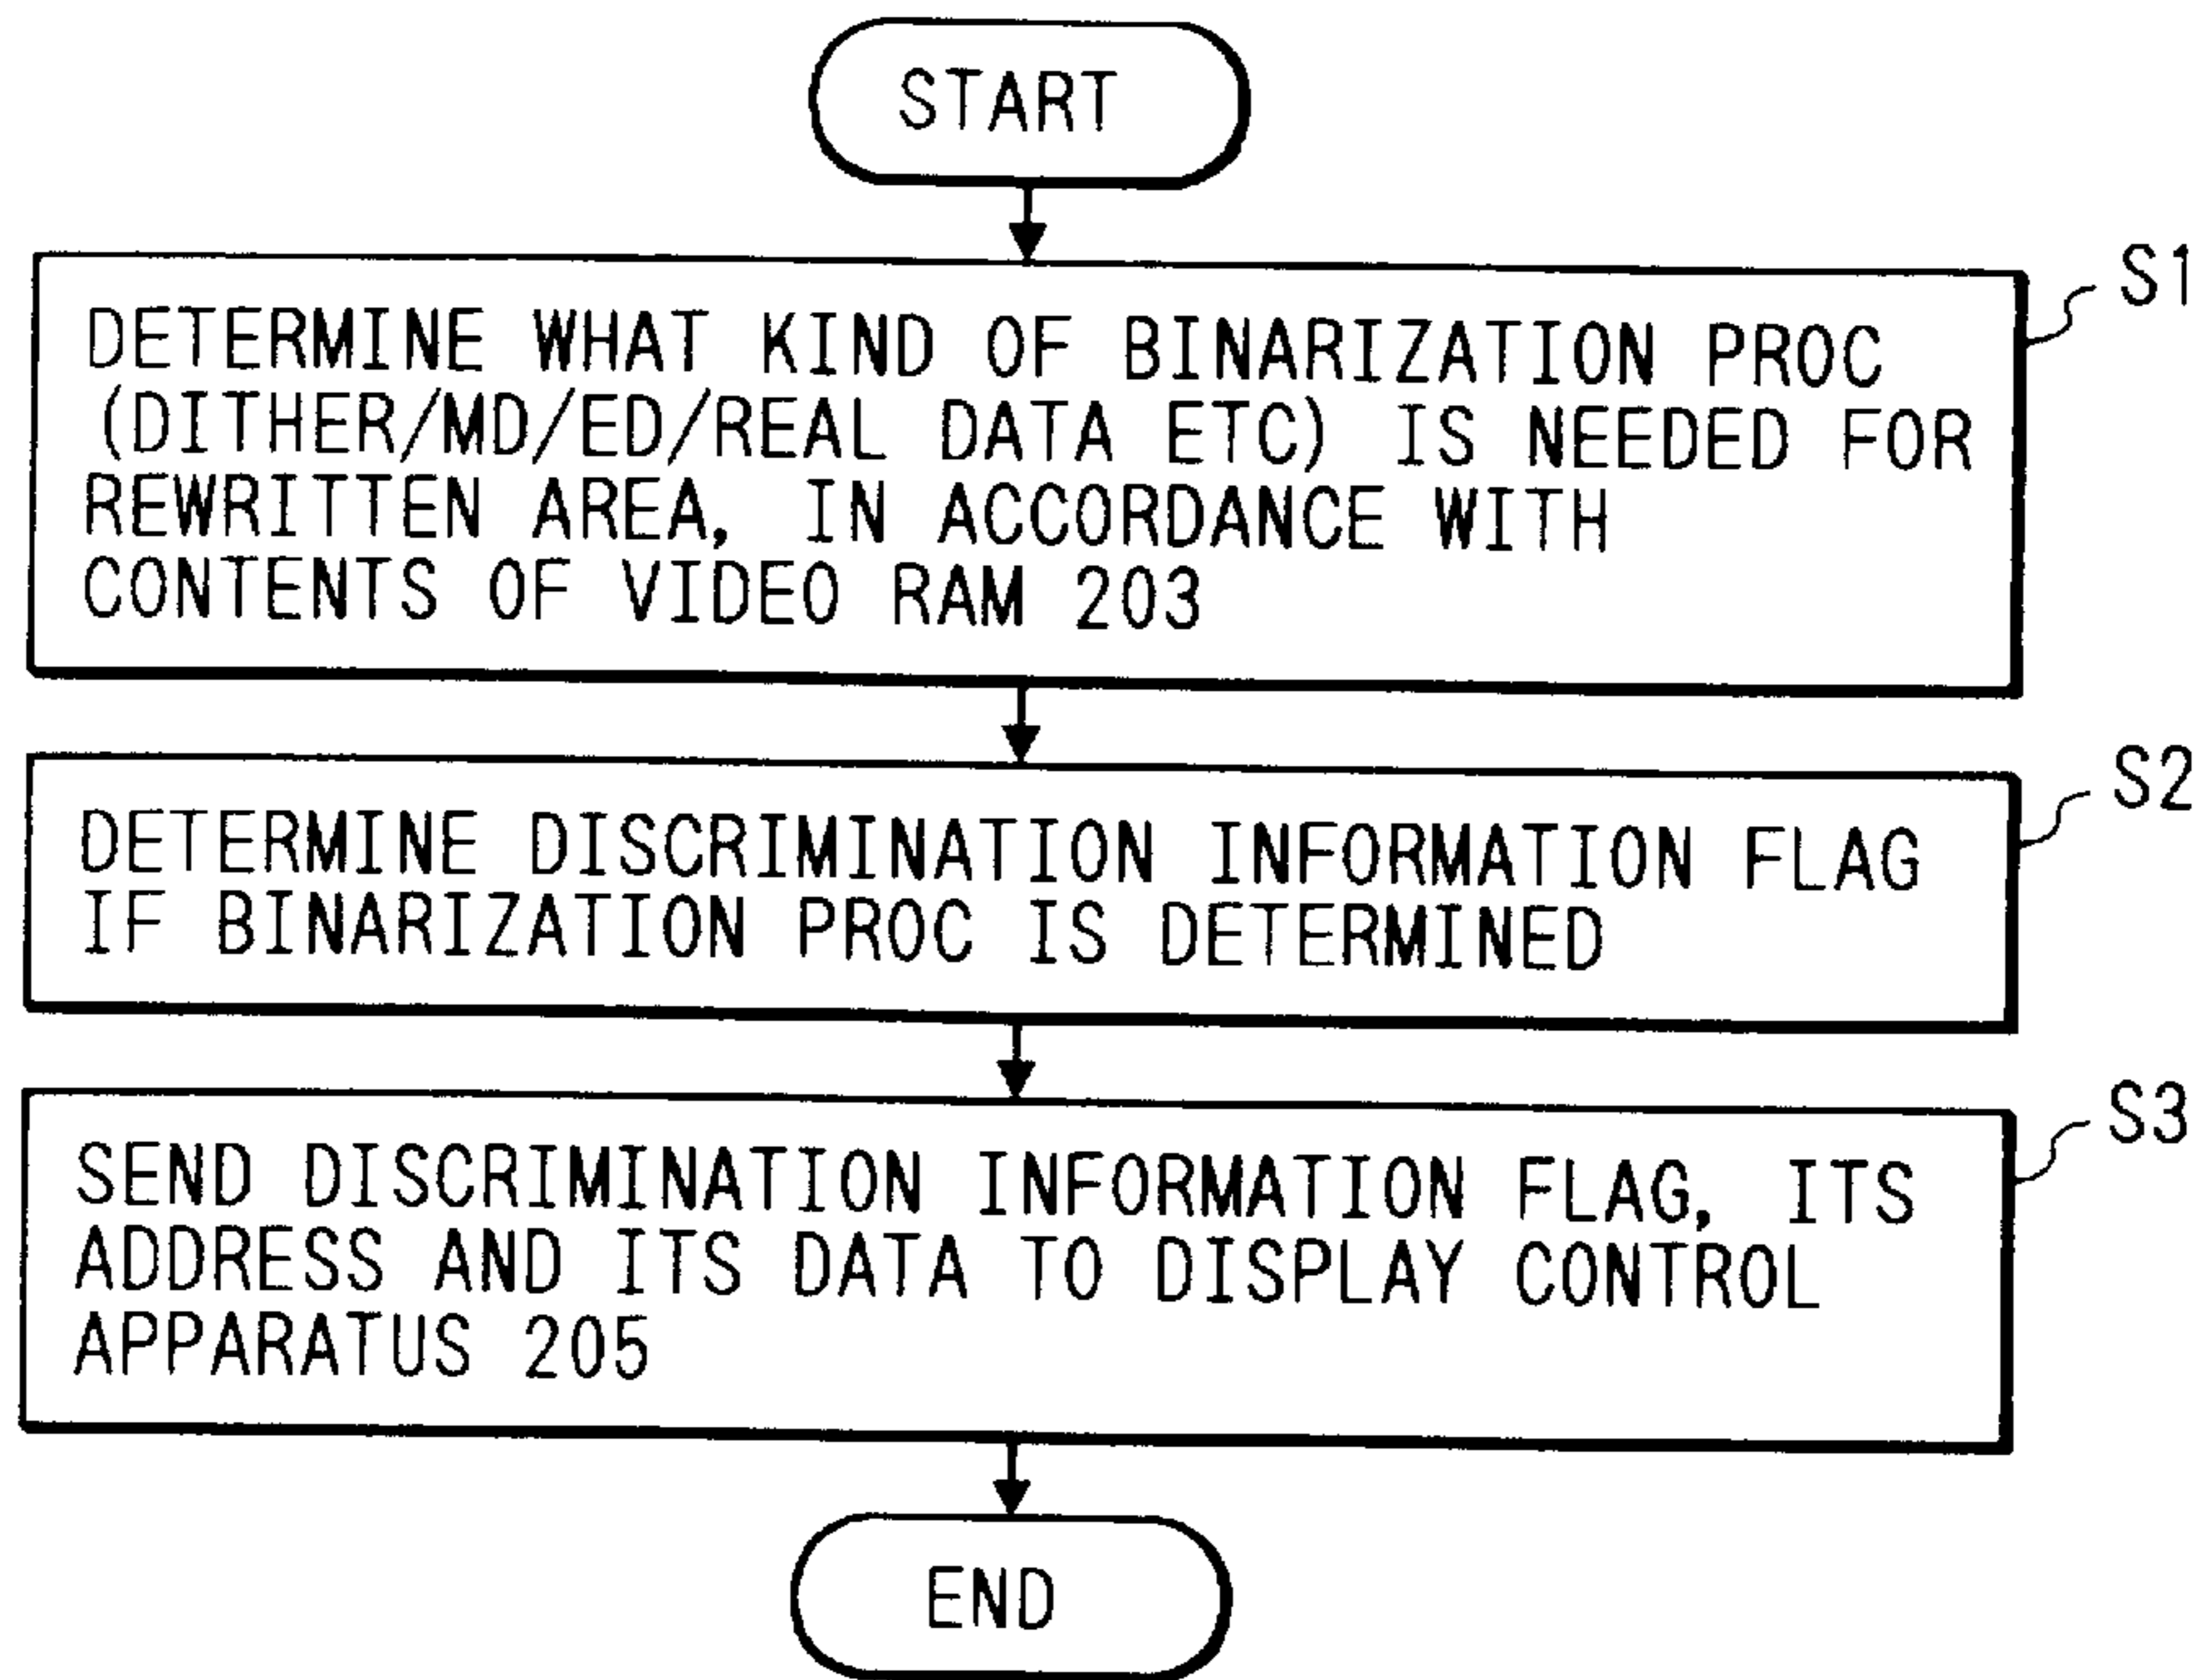 START
S1
DETERMINE WHAT KIND OF BINARIZATION PROC
(DITHER/MD/ED/REAL DATA ETC) IS NEEDED FOR
REWRITTEN AREA, IN ACCORDANCE WITH
CONTENTS OF VIDEO RAM 203
S2
DETERMINE DISCRIMINATION INFORMATION FLAG
IF BINARIZATION PROC IS DETERMINED
S3
SEND DISCRIMINATION INFORMATION FLAG, ITS
ADDRESS AND ITS DATA TO DISPLAY CONTROL
APPARATUS 205
END